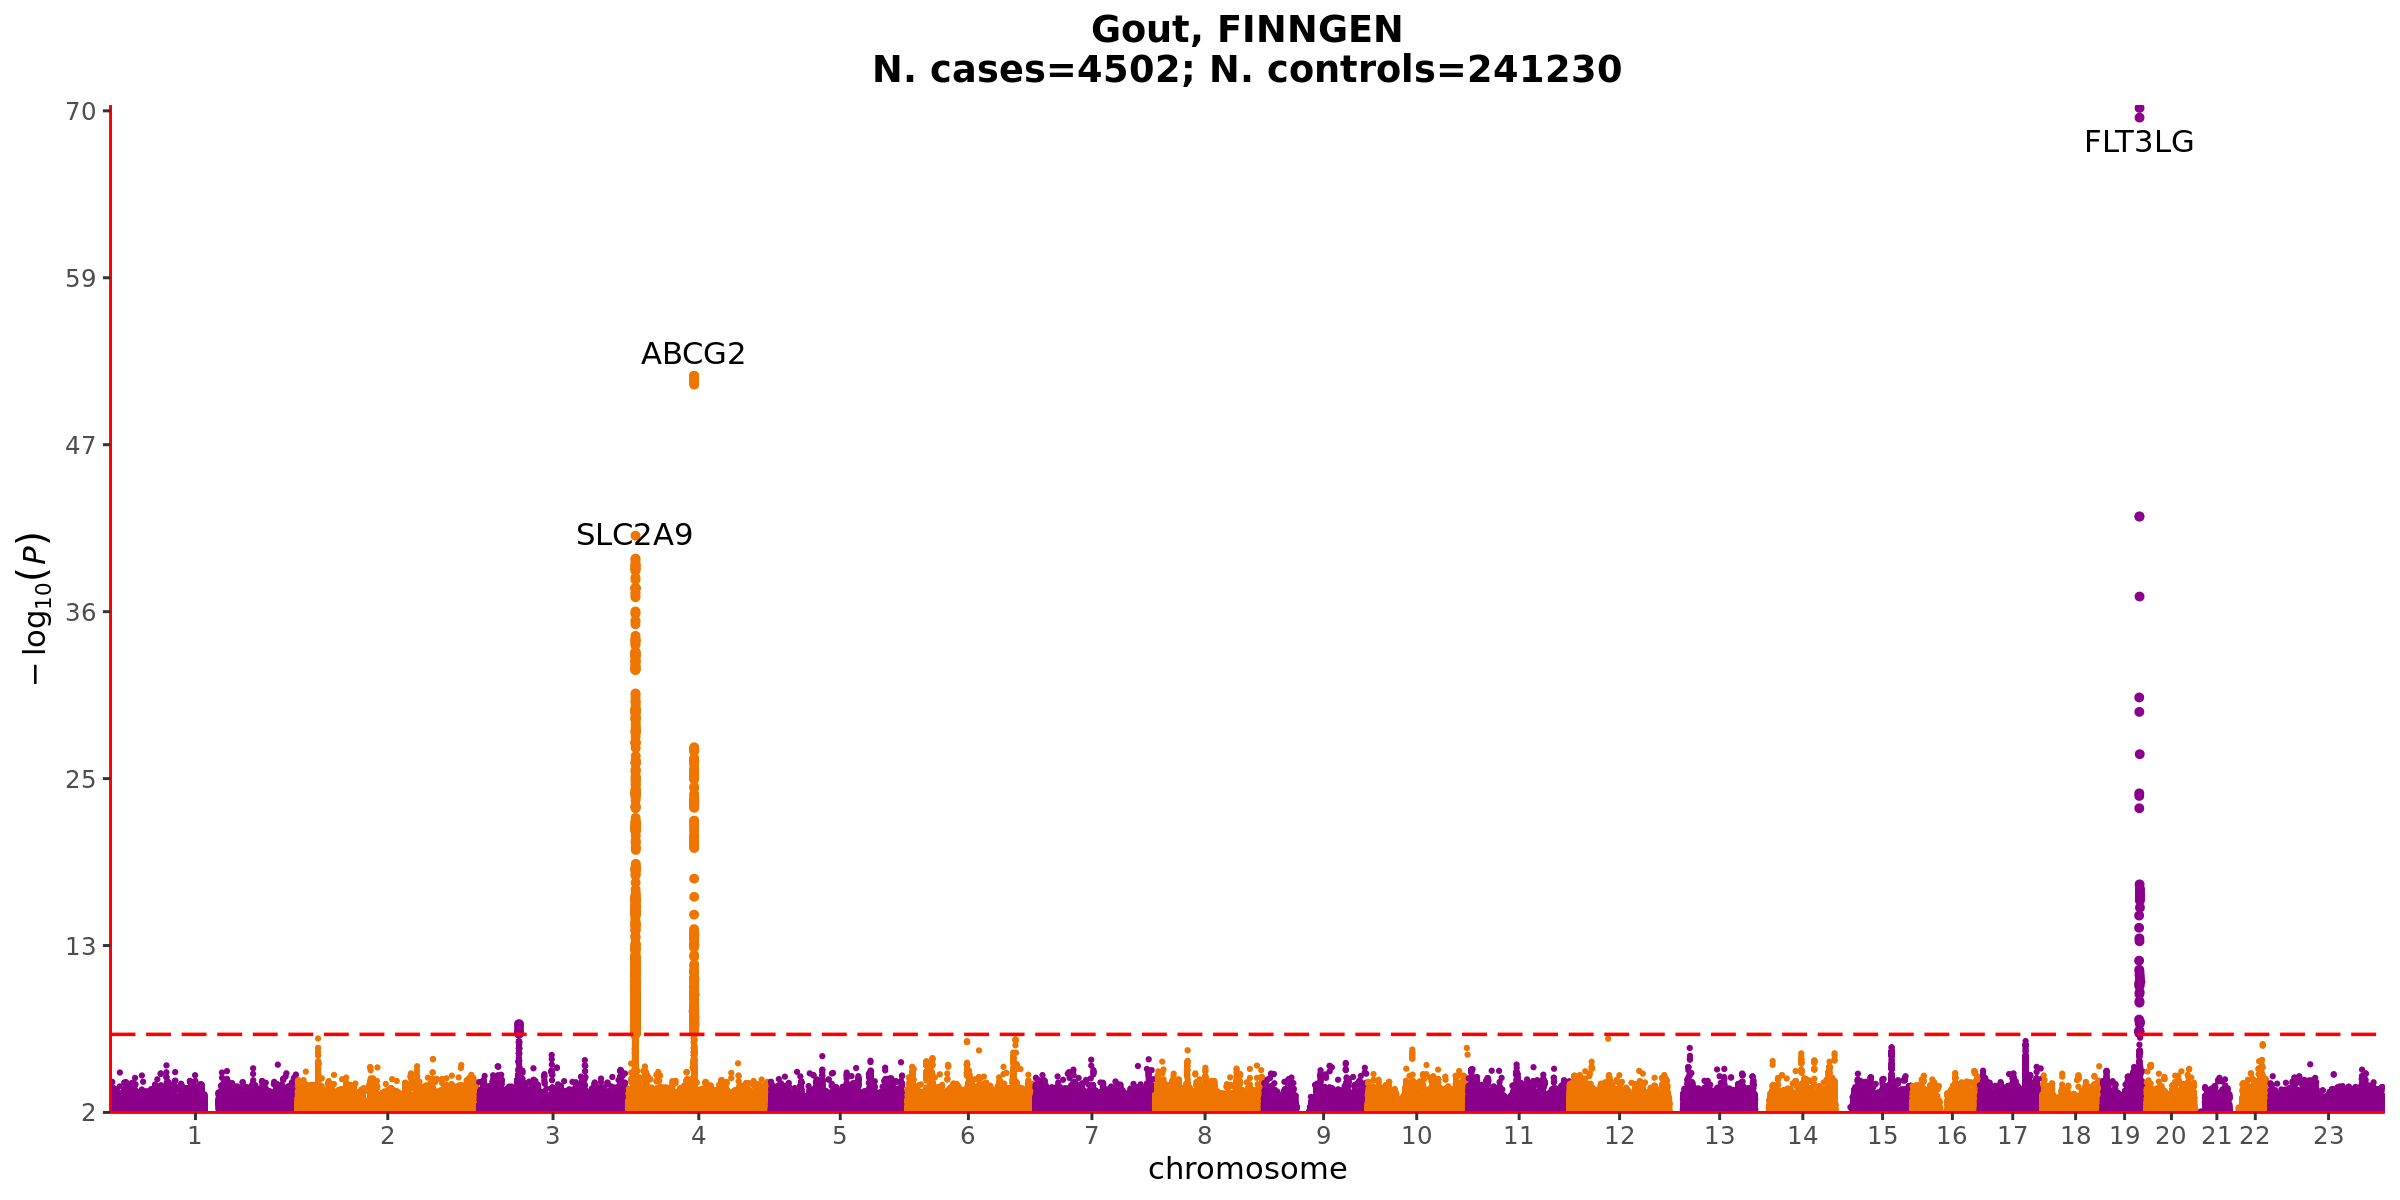 Gout, FINNGEN
N. cases=4502; N. controls=241230
70
FLT3LG
59
ABCG2
47
SLC2A9
36
25
13
2
− log10(P)
1 2 3 4 5 6 7 8 9 10 11 12 13 14 15 16 17 18 19 20 21 22 23
chromosome